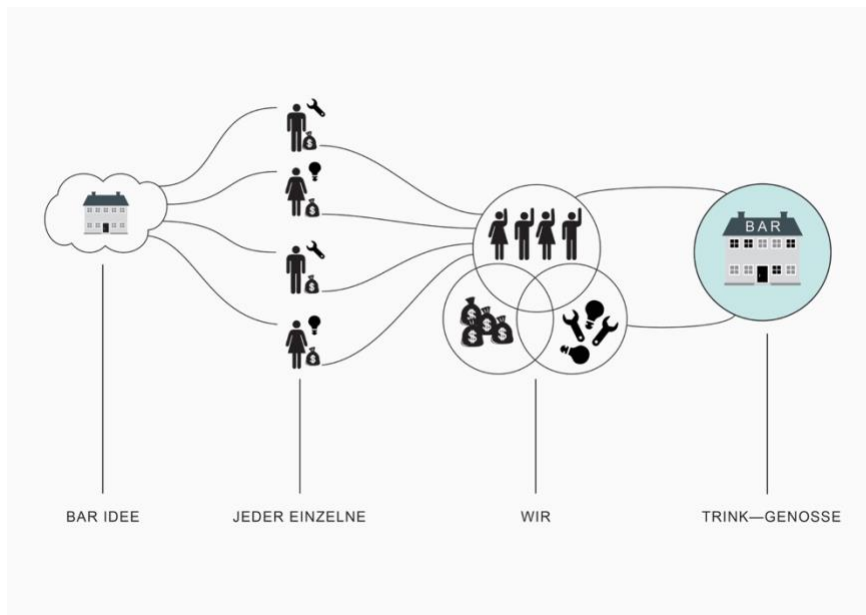 BAR
BAR IDEE
JEDER EINZELNE
WIR
TRINK—GENOSSE